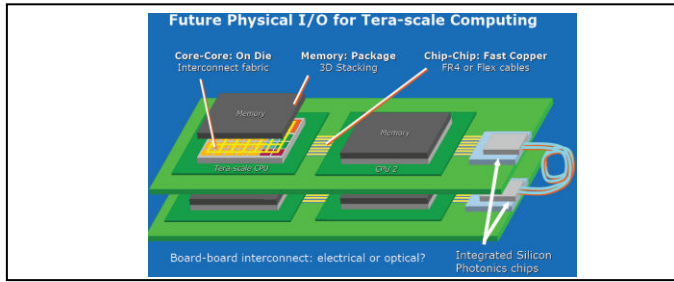 Future Physical I/O for Tera-scale Computing
Core-Core: On Die
Interconnect fabric
Memory: Package
3D Stacking
Chip-Chip: Fast Copper
FR4 or Flex cables
Memory
Memory
Tera-scale CPU
CPU 2
Board-board interconnect: electrical or optical?
Integrated Silicon
Photonics chips